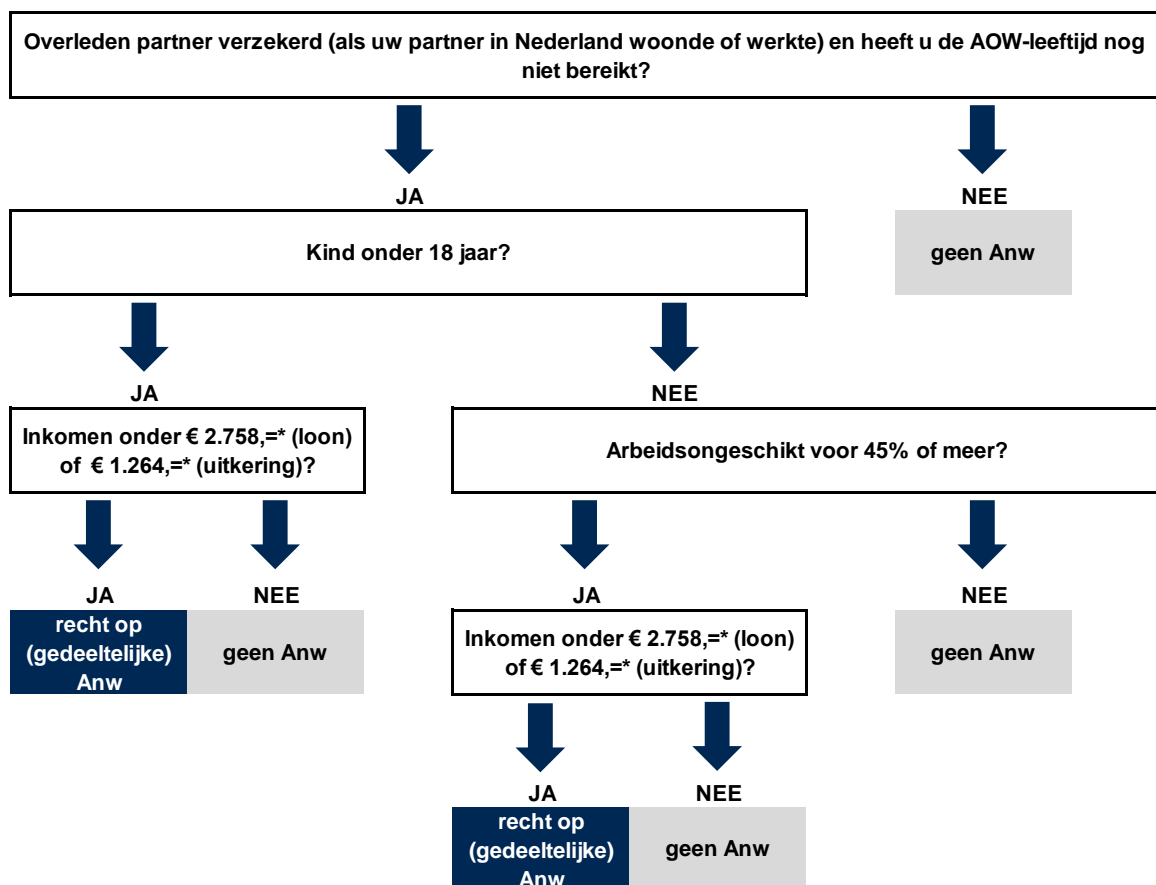 Overleden partner verzekerd (als uw partner in Nederland woonde of werkte) en heeft u de AOW-leeftijd nog
niet bereikt?
JA
NEE
Kind onder 18 jaar?
geen Anw
JA
NEE
Inkomen onder € 2.758,=* (loon)
of € 1.264,=* (uitkering)?
Arbeidsongeschikt voor 45% of meer?
JA
NEE
JA
NEE
recht op
(gedeeltelijke)
Anw
geen Anw
Inkomen onder € 2.758,=* (loon)
of € 1.264,=* (uitkering)?
geen Anw
JA
NEE
recht op
(gedeeltelijke)
Anw
geen Anw